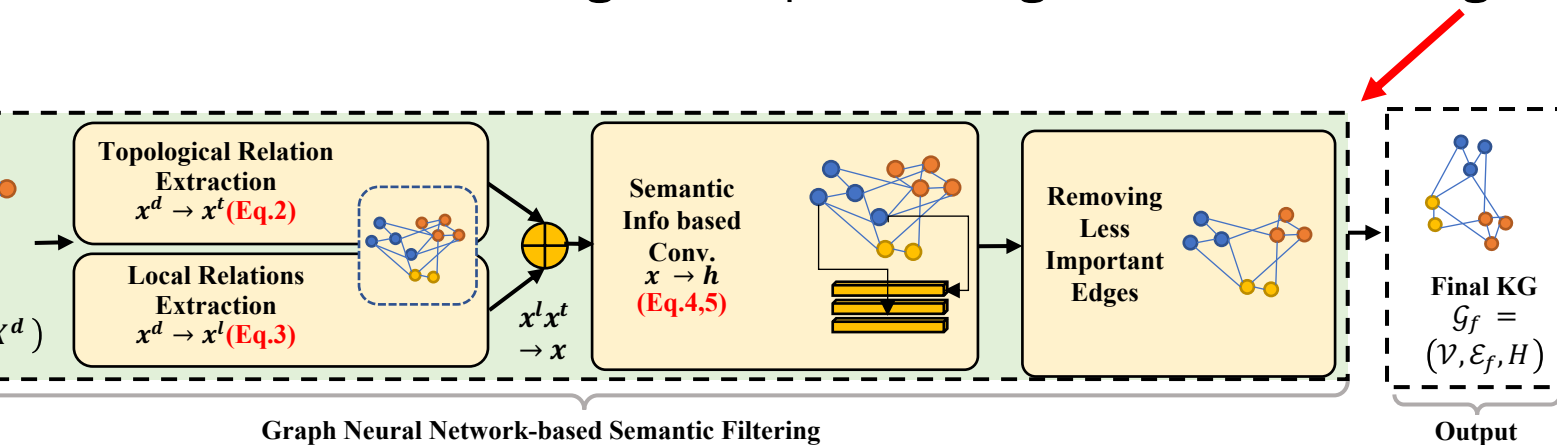 Topological Relation
Extraction
x^d → x^t(Eq.2)
Local Relations
Extraction
x^d → x^l(Eq.3)
x^l x^t
→ x
Semantic
Info based
Conv.
x → h
(Eq.4,5)
Removing
Less
Important
Edges
Final KG
𝒢_f =
(𝒱, ℰ_f, H)
Graph Neural Network-based Semantic Filtering
Output